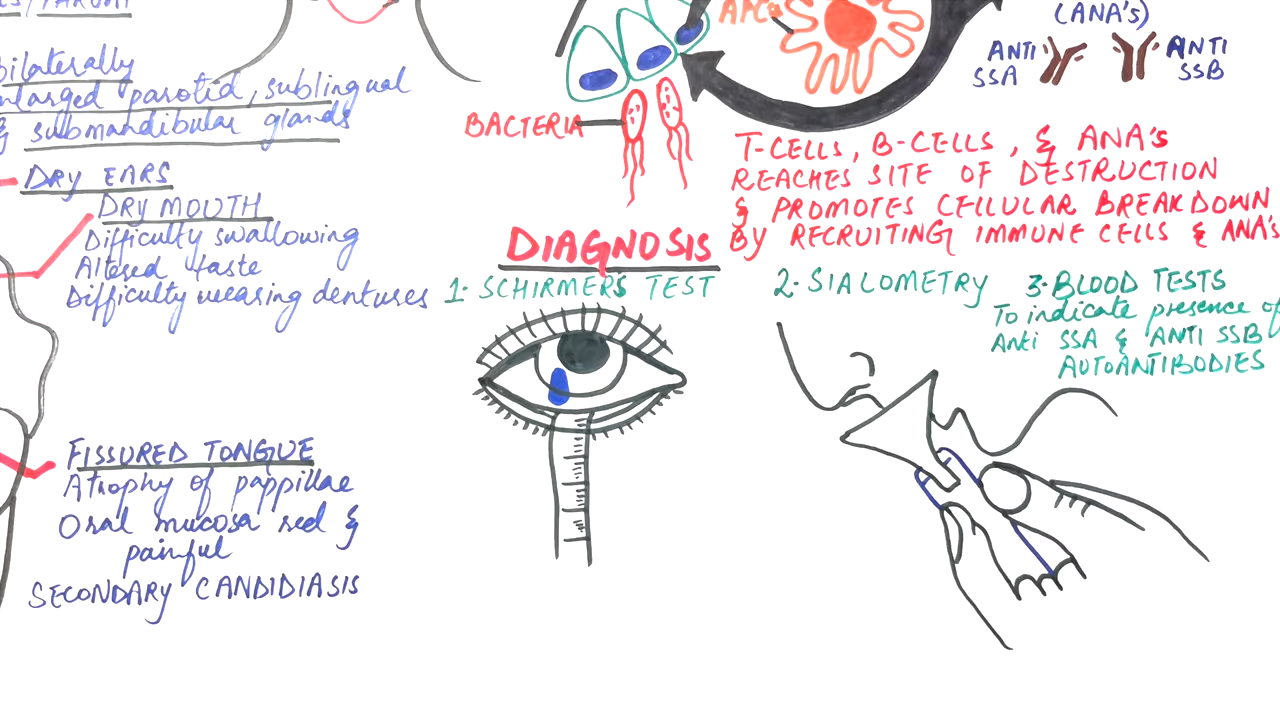 bilaterally
enlarged parotid, sublingual
& submandibular glands
DRY EARS
DRY MOUTH
Difficulty swallowing
Altered taste
Difficulty wearing dentures
FISSURED TONGUE
Atrophy of pappillae
Oral mucosa red &
painful
SECONDARY CANDIDIASIS
APCs
BACTERIA
(ANA's)
ANTI SSA
ANTI SSB
T-CELLS, B-CELLS, & ANA's
REACHES SITE OF DESTRUCTION
& PROMOTES CELLULAR BREAKDOWN
BY RECRUITING IMMUNE CELLS & ANA's
DIAGNOSIS
1. SCHIRMERS TEST
2. SIALOMETRY
3. BLOOD TESTS
To indicate presence of
Anti SSA & ANTI SSB
AUTOANTIBODIES